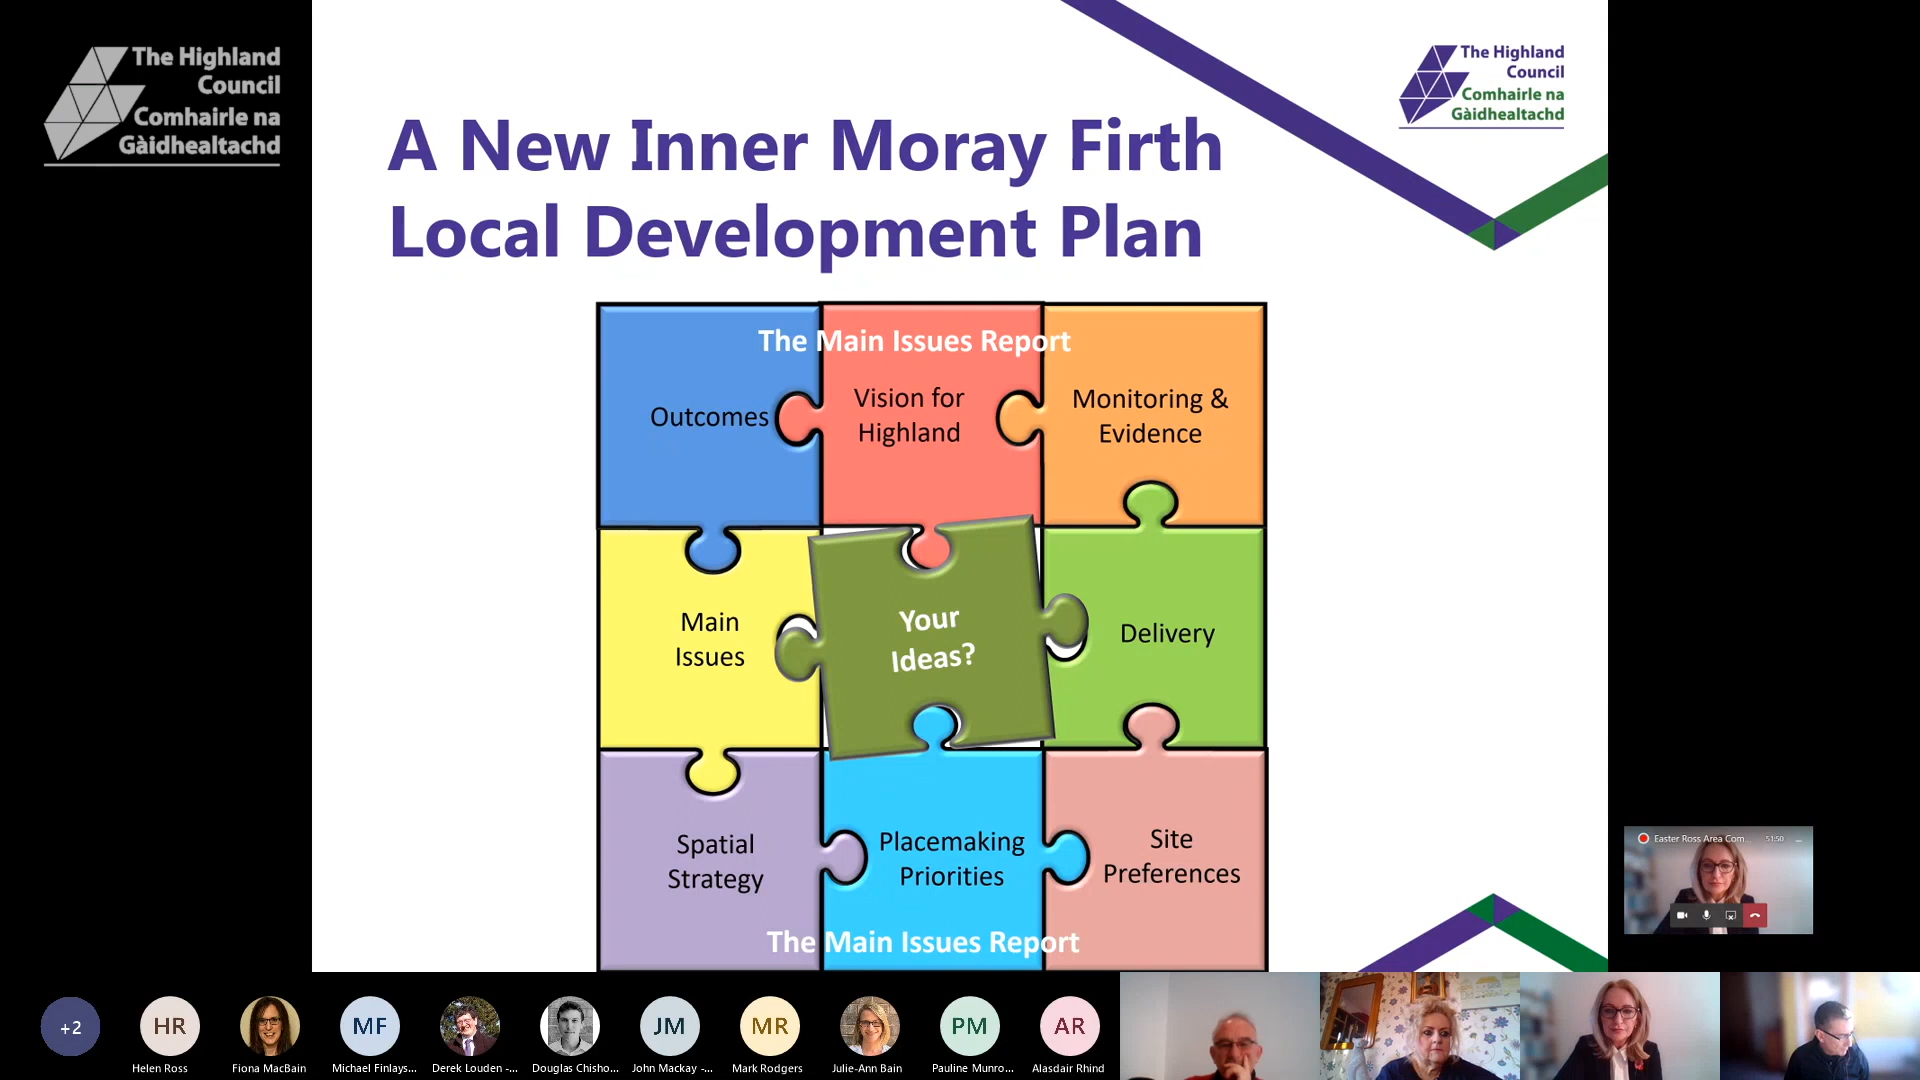 The Highland
Council
Comhairle na
Gàidhealtachd
The Highland
Council
Comhairle na
Gàidhealtachd
A New Inner Moray Firth
Local Development Plan
The Main Issues Report
Outcomes
Vision for
Highland
Monitoring &
Evidence
Main
Issues
Your
Ideas?
Delivery
Spatial
Strategy
Placemaking
Priorities
Site
Preferences
The Main Issues Report
Easter Ross Area Com...
51:50
+2
HR
MF
JM
MR
PM
AR
Helen Ross
Fiona MacBain
Michael Finlays...
Derek Louden -...
Douglas Chisho...
John Mackay -...
Mark Rodgers
Julie-Ann Bain
Pauline Munro...
Alasdair Rhind